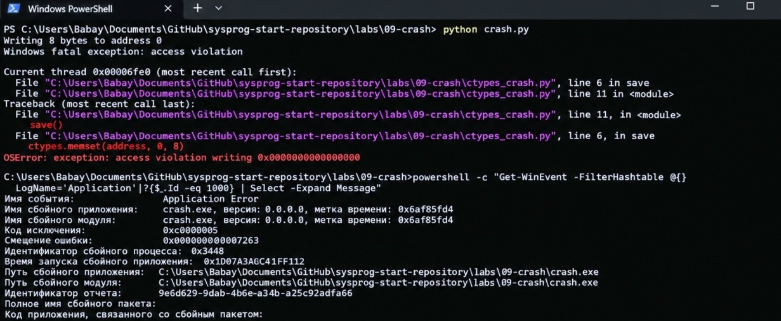 Windows PowerShell
PS C:\Users\Babay\Documents\GitHub\sysprog-start-repository\labs\09-crash> python crash.py
Writing 8 bytes to address 0
Windows fatal exception: access violation
Current thread 0x00006fe0 (most recent call first):
File "C:\Users\Babay\Documents\GitHub\sysprog-start-repository\labs\09-crash\ctypes_crash.py", line 6 in save
File "C:\Users\Babay\Documents\GitHub\sysprog-start-repository\labs\09-crash\ctypes_crash.py", line 11 in <module>
Traceback (most recent call last):
File "C:\Users\Babay\Documents\GitHub\sysprog-start-repository\labs\09-crash\ctypes_crash.py", line 11, in <module>
save()
File "C:\Users\Babay\Documents\GitHub\sysprog-start-repository\labs\09-crash\ctypes_crash.py", line 6, in save
ctypes.memset(address, 0, 8)
OSError: exception: access violation writing 0x0000000000000000
C:\Users\Babay\Documents\GitHub\sysprog-start-repository\labs\09-crash>powershell -c "Get-WinEvent -FilterHashtable @{}
LogName='Application'|?{$_.Id -eq 1000} | Select -Expand Message"
Имя события: Application Error
Имя сбойного приложения: crash.exe, версия: 0.0.0.0, метка времени: 0x6af85fd4
Имя сбойного модуля: crash.exe, версия: 0.0.0.0, метка времени: 0x6af85fd4
Код исключения: 0xc0000005
Смещение ошибки: 0x000000000007263
Идентификатор сбойного процесса: 0x3448
Время запуска сбойного приложения: 0x1D07A3A6C41FF112
Путь сбойного приложения: C:\Users\Babay\Documents\GitHub\sysprog-start-repository\labs\09-crash\crash.exe
Путь сбойного модуля: C:\Users\Babay\Documents\GitHub\sysprog-start-repository\labs\09-crash\crash.exe
Идентификатор отчета: 9e6d629-9dab-4b6e-a34b-a25c92adfa66
Полное имя сбойного пакета:
Код приложения, связанного со сбойным пакетом: